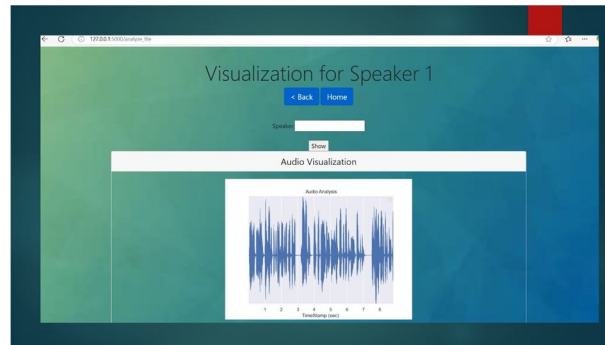 127.0.0.1:5000/analyze_file
Visualization for Speaker 1
< Back Home
Speaker
Show
Audio Visualization
Audio Analysis
1 2 3 4 5 6 7 8
TimeStamp (sec)